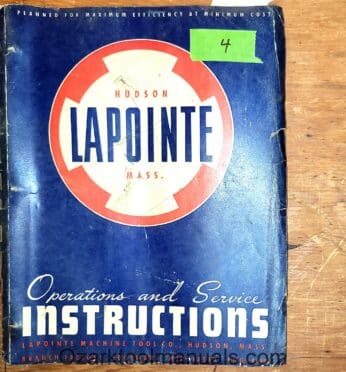 PLANNED FOR MAXIMUM EFFICIENCY AT MINIMUM COST
4
HUDSON
LAPOINTE
MASS.
Operations and Service
INSTRUCTIONS
LAPOINTE MACHINE TOOL CO., HUDSON, MASS.
BRANCH
ozarktoolmanuals.com